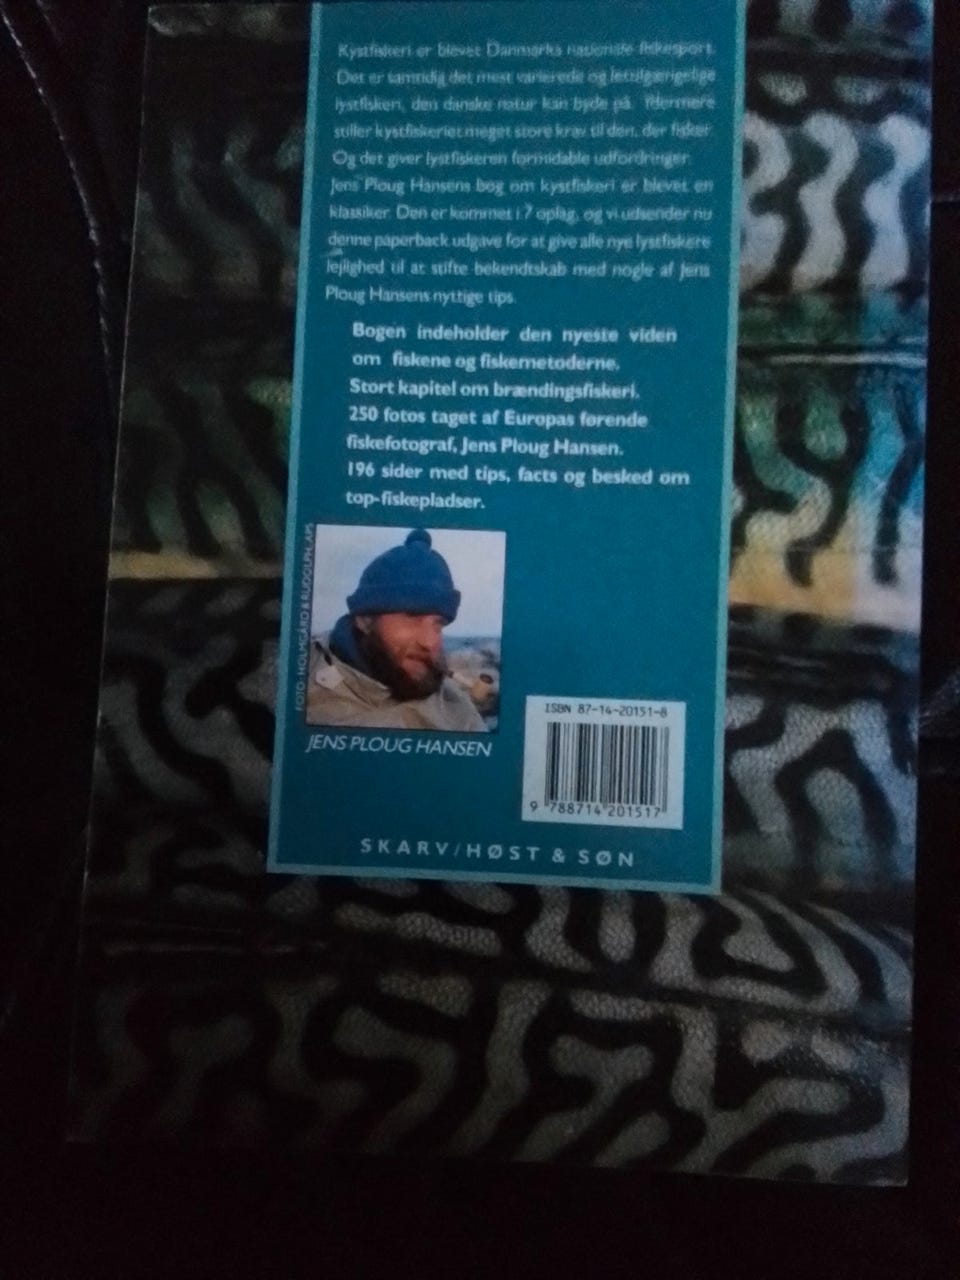 Kystfiskeri er blevet Danmarks nationale fiskesport.
Det er samtidig det mest varierede og lettilgængelige
lystfiskeri, den danske natur kan byde på. Ydermere
stiller kystfiskeriet meget store krav til den, der fisker.
Og det giver lystfiskeren formidable udfordringer.
Jens Ploug Hansens bog om kystfiskeri er blevet en
klassiker. Den er kommet i 7 oplag, og vi udsender nu
denne paperback udgave for at give alle nye lystfiskere
lejlighed til at stifte bekendtskab med nogle af Jens
Ploug Hansens nyttige tips.
Bogen indeholder den nyeste viden
om fiskene og fiskemetoderne.
Stort kapitel om brændingsfiskeri.
250 fotos taget af Europas førende
fiskefotograf, Jens Ploug Hansen.
196 sider med tips, facts og besked om
top-fiskepladser.
FOTO: HOLMGÅRD & RUDOLPH, APS
JENS PLOUG HANSEN
ISBN 87-14-20151-8
9 788714 201517
SKARV/HØST & SØN